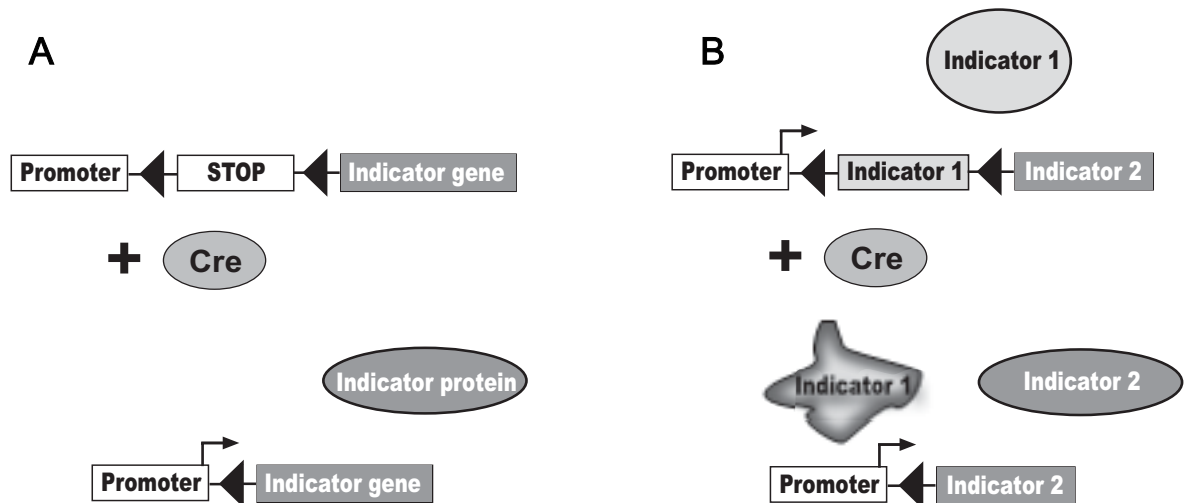 A
Promoter STOP Indicator gene
+ Cre
Indicator protein
Promoter Indicator gene
B
Indicator 1
Promoter Indicator 1 Indicator 2
+ Cre
Indicator 1 Indicator 2
Promoter Indicator 2